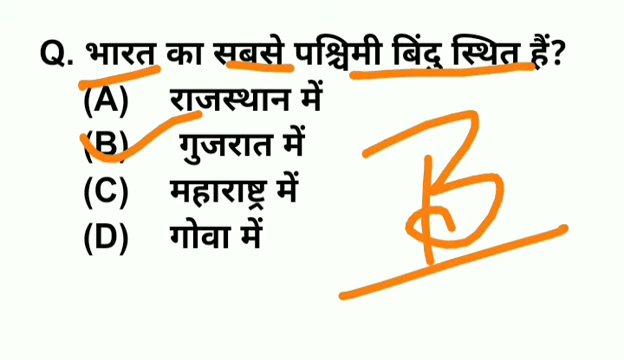 Q. भारत का सबसे पश्चिमी बिंदु स्थित हैं?
(A) राजस्थान में
(B) गुजरात में
(C) महाराष्ट्र में
(D) गोवा में
B